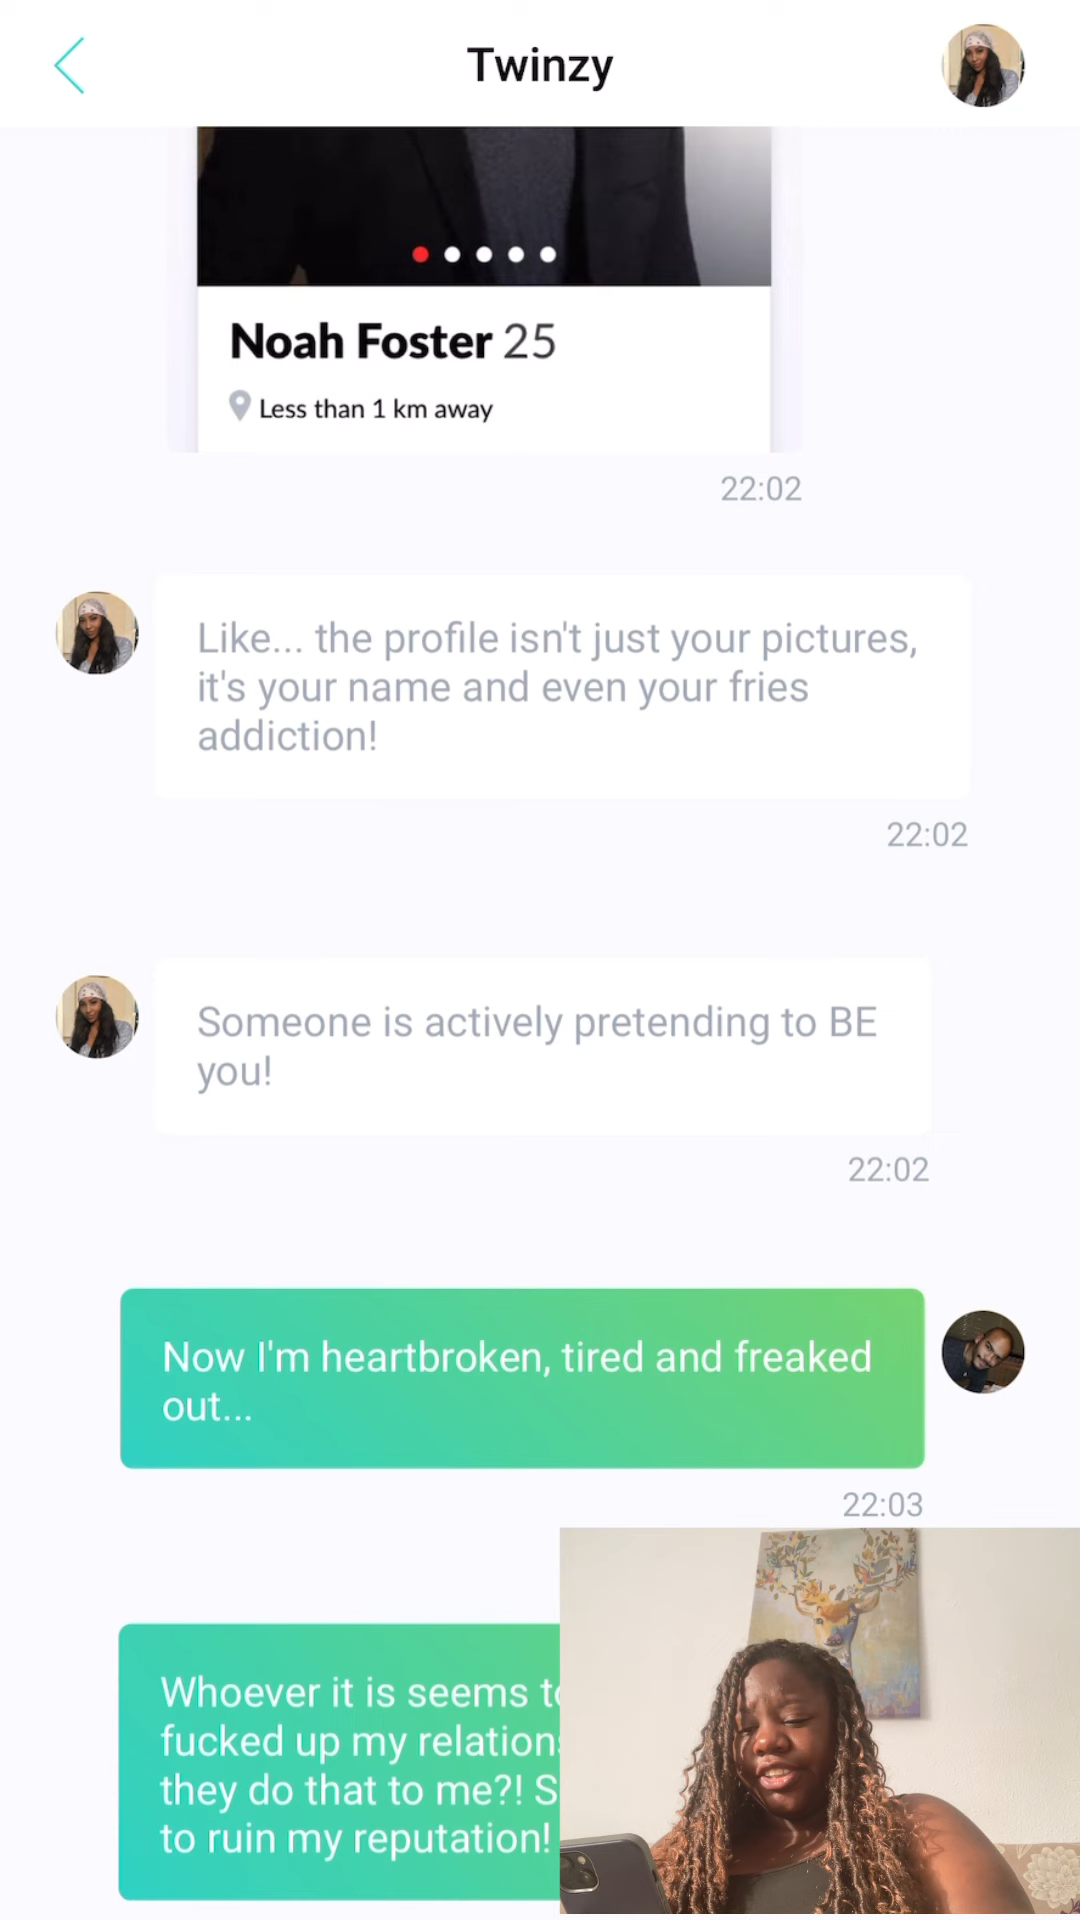 Twinzy
Noah Foster 25
Less than 1 km away
22:02
Like... the profile isn't just your pictures,
it's your name and even your fries
addiction!
22:02
Someone is actively pretending to BE
you!
22:02
Now I'm heartbroken, tired and freaked
out...
22:03
Whoever it is seems
fucked up my
they do that to me?!
to ruin my reputation!